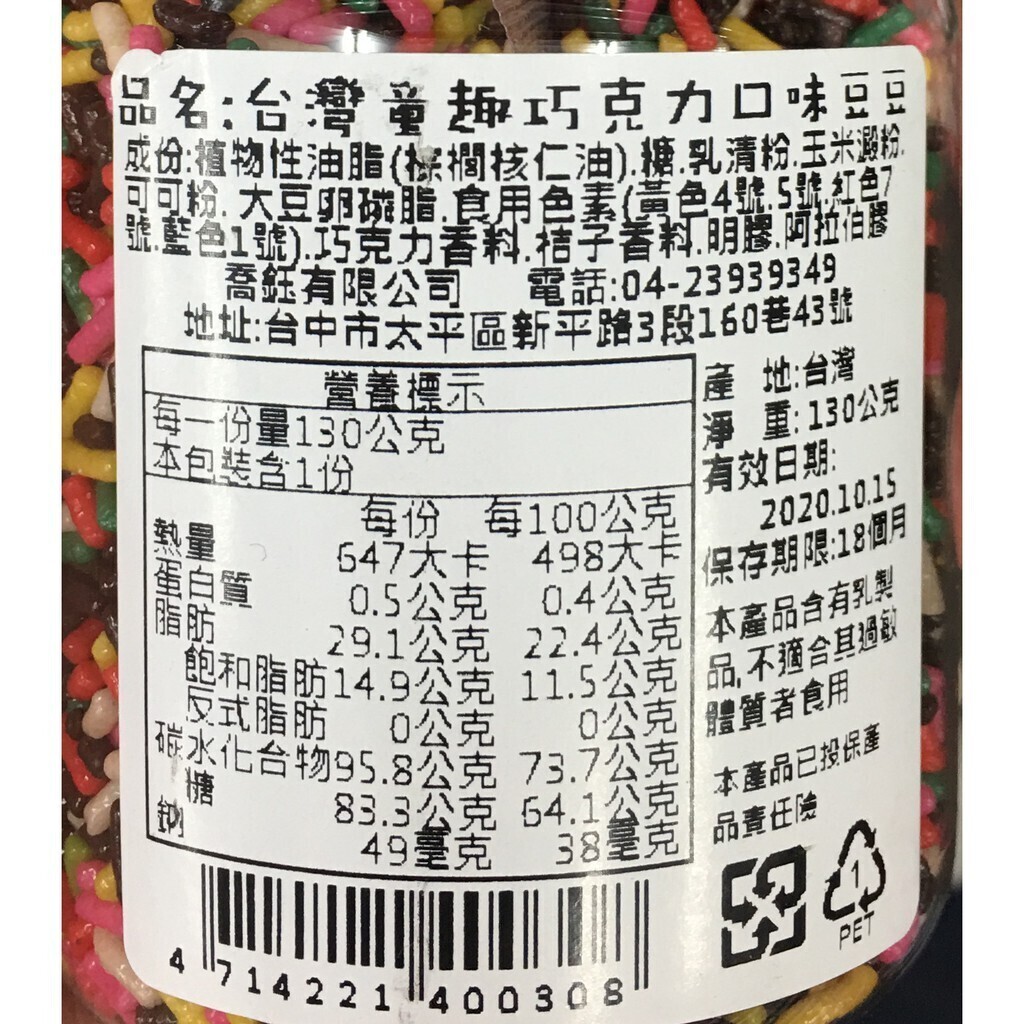 品名:台灣童趣巧克力口味豆豆
成份:植物性油脂(棕櫚核仁油).糖.乳清粉.玉米澱粉.
可可粉.大豆卵磷脂.食用色素(黃色4號.5號.紅色7
號.藍色1號).巧克力香料.桔子香料.明膠.阿拉伯膠
喬鈺有限公司 電話:04-23939349
地址:台中市太平區新平路3段160巷43號
營養標示
每一份量130公克
本包裝含1份
每份 每100公克
熱量 647大卡 498大卡
蛋白質 0.5公克 0.4公克
脂肪 29.1公克 22.4公克
飽和脂肪 14.9公克 11.5公克
反式脂肪 0公克 0公克
碳水化合物 95.8公克 73.7公克
糖 83.3公克 64.1公克
鈉 49毫克 38毫克
產 地:台灣
淨 重:130公克
有效日期:
2020.10.15
保存期限:18個月
本產品含有乳製
品,不適合其過敏
體質者食用
本產品已投保產
品責任險
1
PET
4 714221 400308